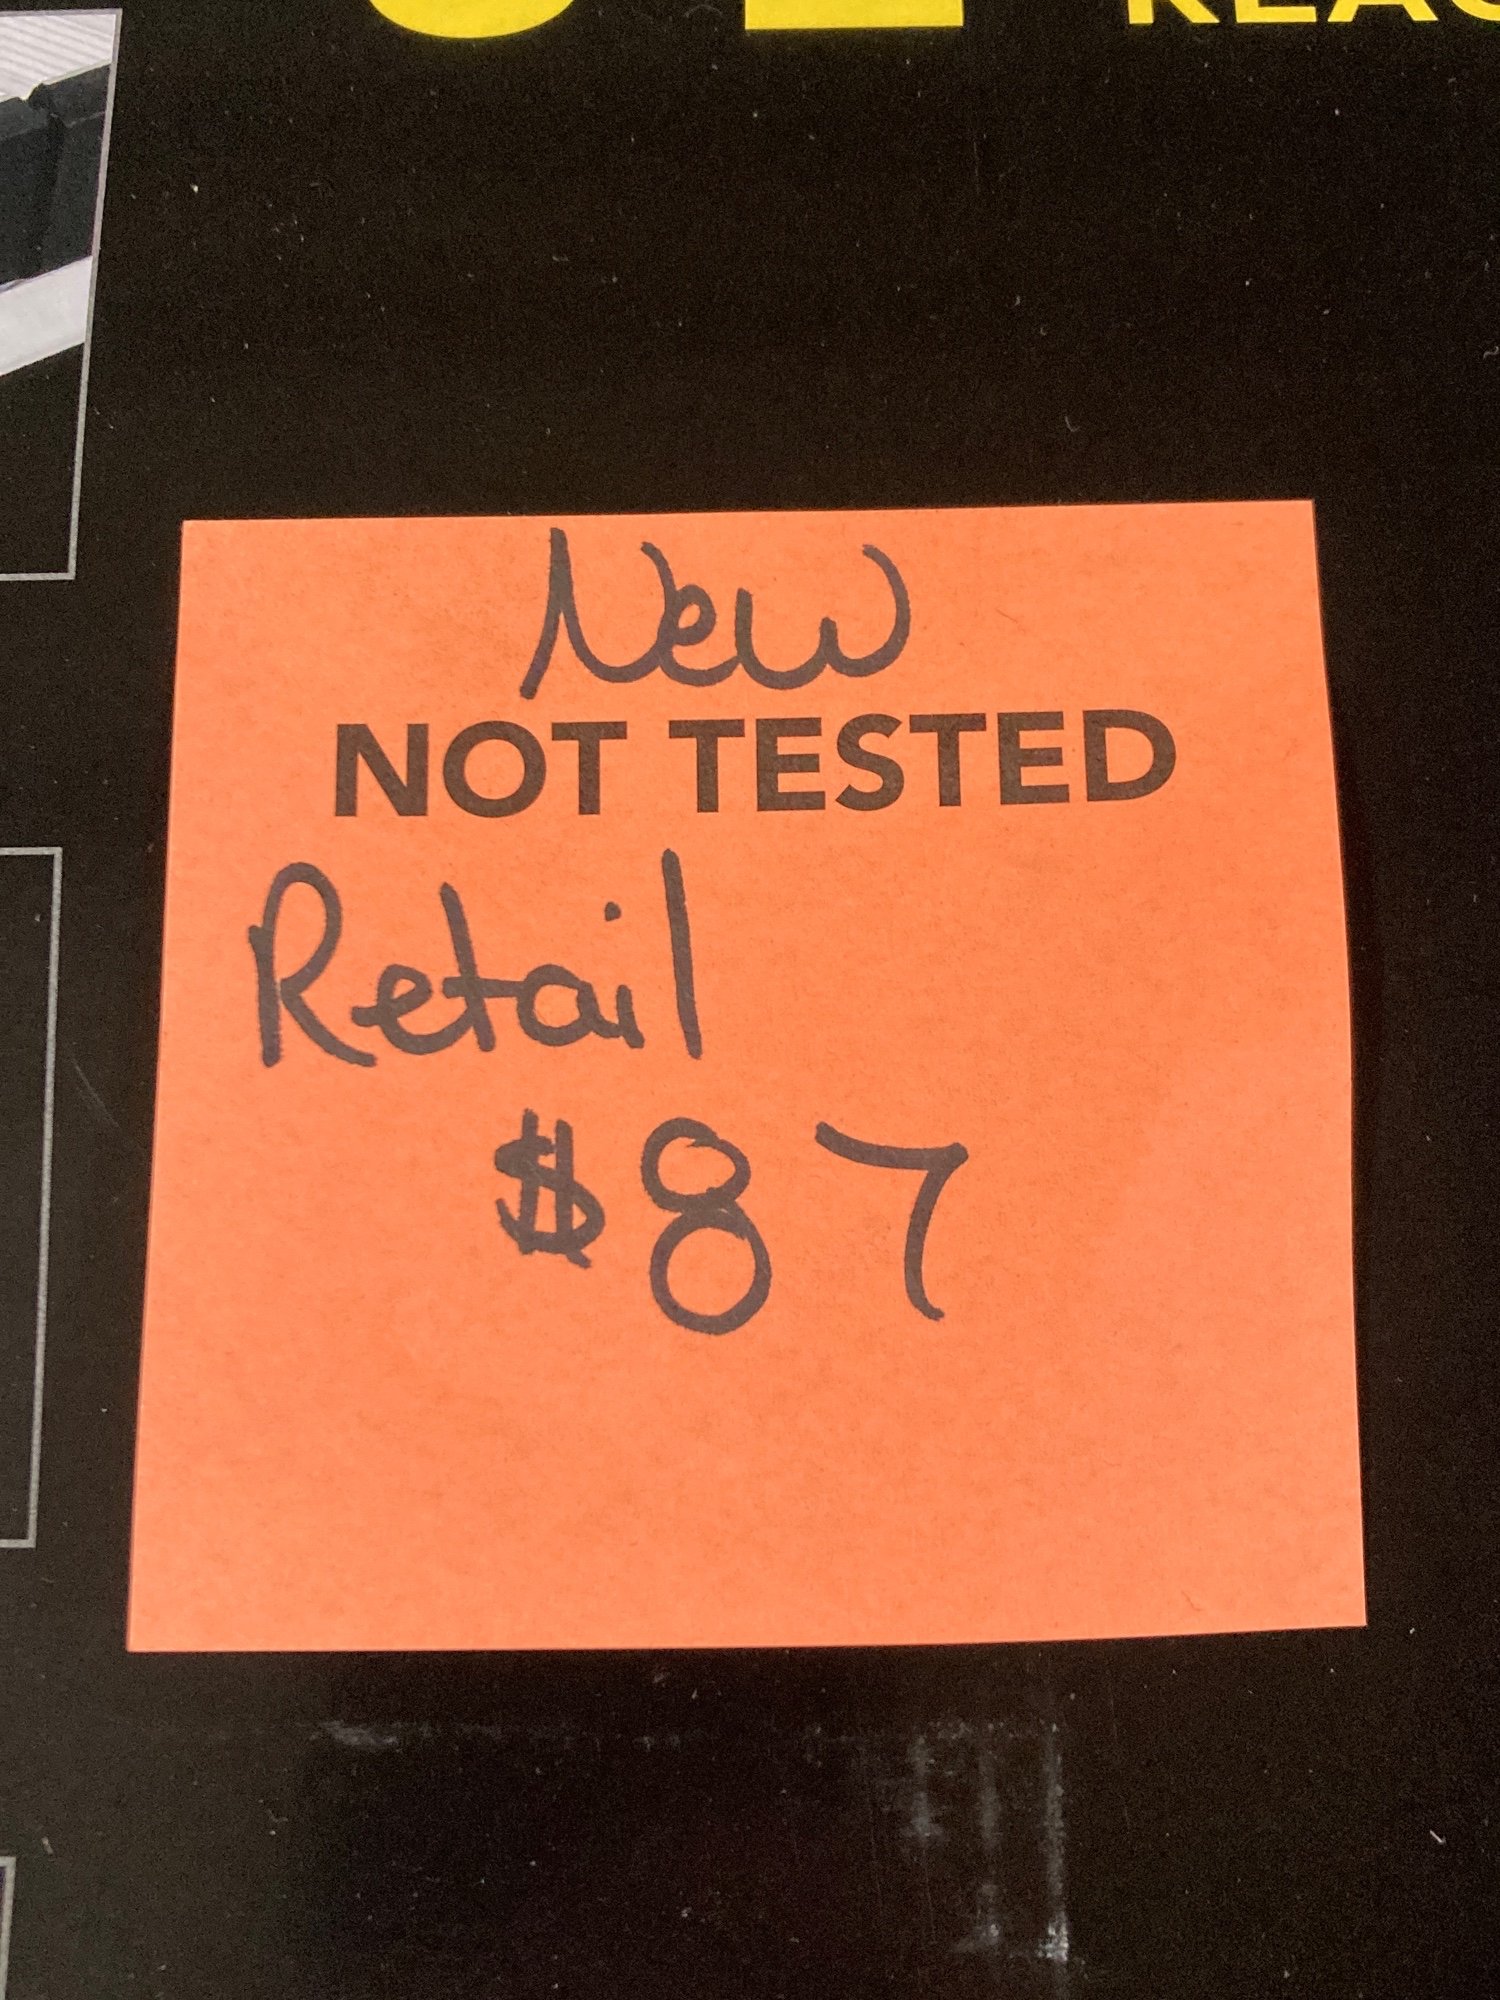 New
NOT TESTED
Retail
$87